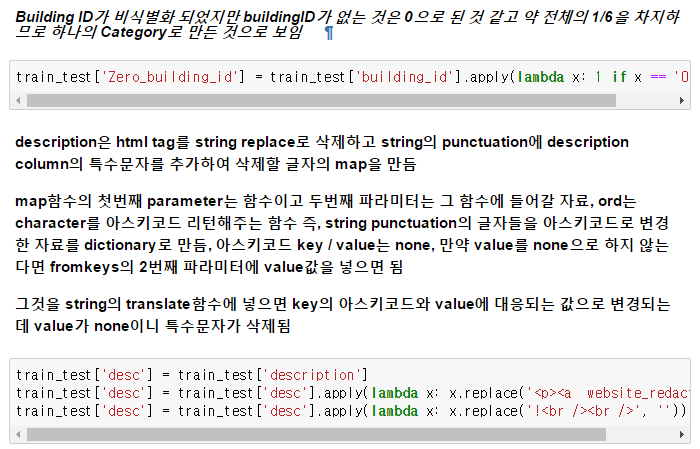 Building ID가 비식별화 되었지만 buildingID가 없는 것은 0으로 된 것 같고 약 전체의 1/6을 차지하
므로 하나의 Category로 만든 것으로 보임 ¶
train_test['Zero_building_id'] = train_test['building_id'].apply(lambda x: 1 if x == '0
description은 html tag를 string replace로 삭제하고 string의 punctuation에 description
column의 특수문자를 추가하여 삭제할 글자의 map을 만듬
map함수의 첫번째 parameter는 함수이고 두번째 파라미터는 그 함수에 들어갈 자료, ord는
character를 아스키코드 리턴해주는 함수 즉, string punctuation의 글자들을 아스키코드로 변경
한 자료를 dictionary로 만듬, 아스키코드 key / value는 none, 만약 value를 none으로 하지 않는
다면 fromkeys의 2번째 파라미터에 value값을 넣으면 됨
그것을 string의 translate함수에 넣으면 key의 아스키코드와 value에 대응되는 값으로 변경되는
데 value가 none이니 특수문자가 삭제됨
train_test['desc'] = train_test['description']
train_test['desc'] = train_test['desc'].apply(lambda x: x.replace('<p><a  website_redact
train_test['desc'] = train_test['desc'].apply(lambda x: x.replace('!<br /><br />', ''))